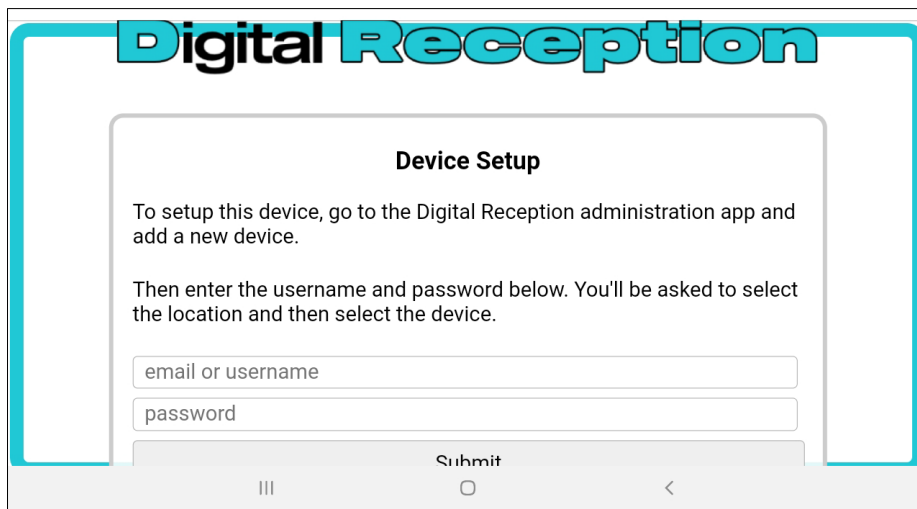 Digital Reception
Device Setup
To setup this device, go to the Digital Reception administration app and
add a new device.
Then enter the username and password below. You'll be asked to select
the location and then select the device.
email or username
password
Submit